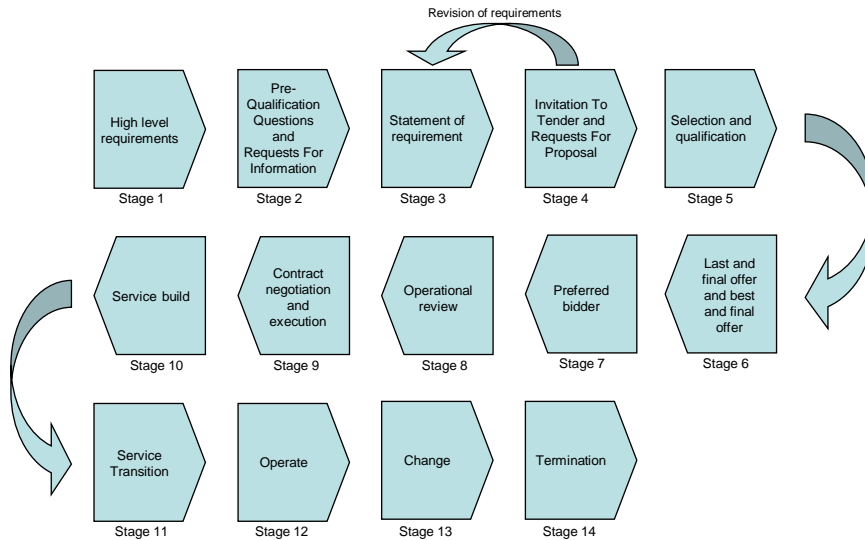 Revision of requirements
High level
requirements
Stage 1
Pre-
Qualification
Questions
and
Requests For
Information
Stage 2
Statement of
requirement
Stage 3
Invitation To
Tender and
Requests For
Proposal
Stage 4
Selection and
qualification
Stage 5
Last and
final offer
and best
and final
offer
Stage 6
Preferred
bidder
Stage 7
Operational
review
Stage 8
Contract
negotiation
and
execution
Stage 9
Service build
Stage 10
Service
Transition
Stage 11
Operate
Stage 12
Change
Stage 13
Termination
Stage 14